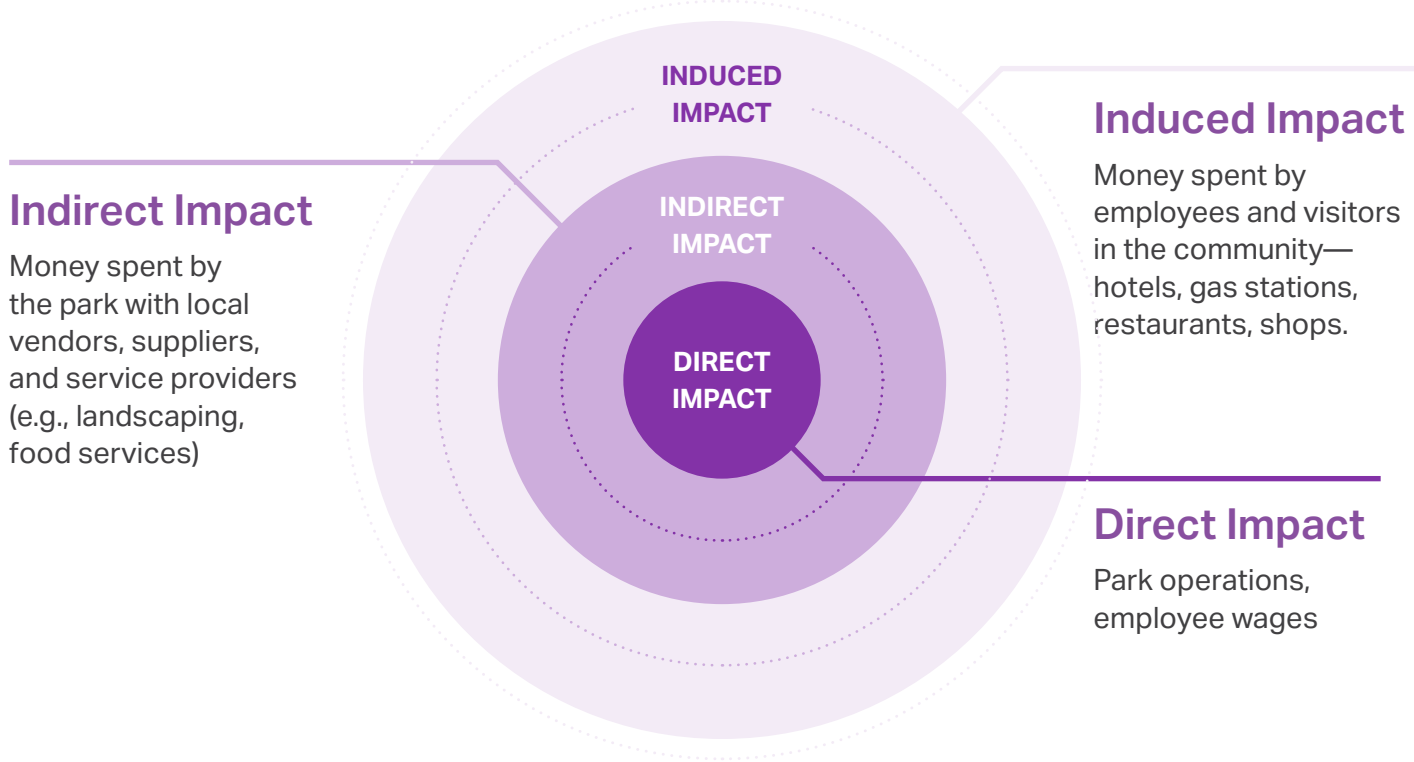 INDUCED
IMPACT
INDIRECT
IMPACT
DIRECT
IMPACT
Indirect Impact
Money spent by
the park with local
vendors, suppliers,
and service providers
(e.g., landscaping,
food services)
Induced Impact
Money spent by
employees and visitors
in the community—
hotels, gas stations,
restaurants, shops.
Direct Impact
Park operations,
employee wages